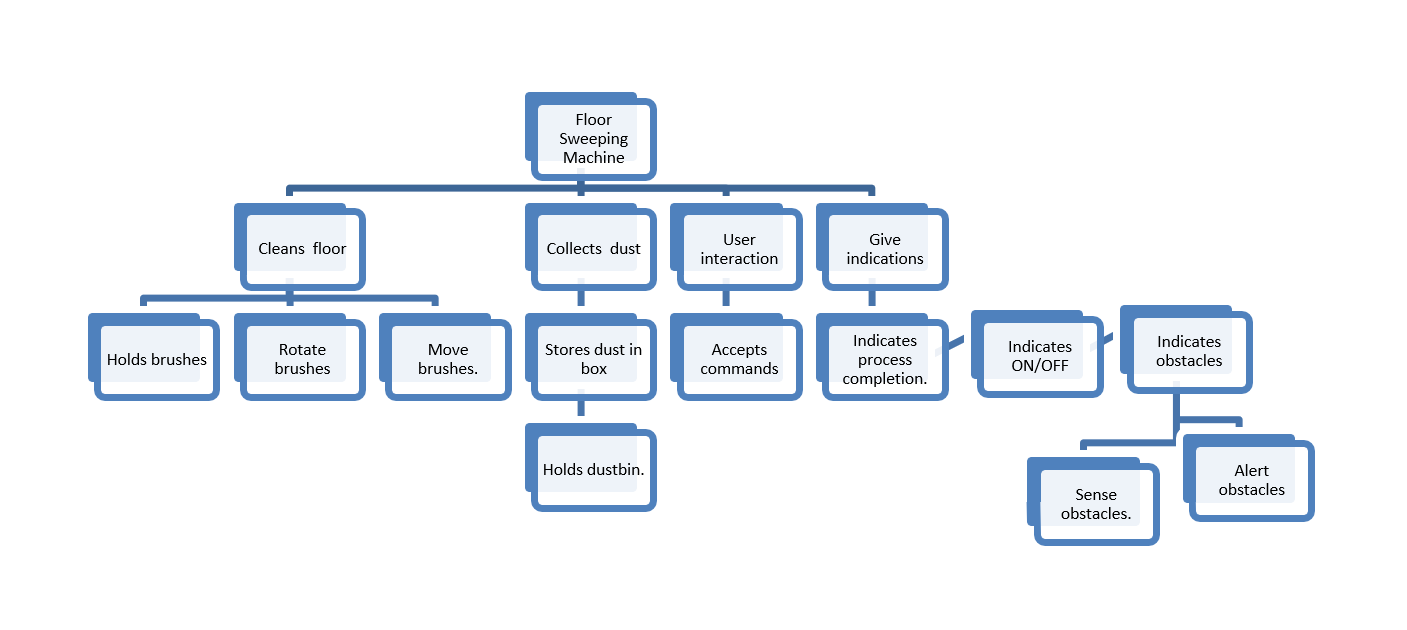 Floor
Sweeping
Machine
Cleans  floor
Collects  dust
User
interaction
Give
indications
Holds brushes
Rotate
brushes
Move
brushes.
Stores dust in
box
Accepts
commands
Indicates
process
completion.
Indicates
ON/OFF
Indicates
obstacles
Holds dustbin.
Sense
obstacles.
Alert
obstacles